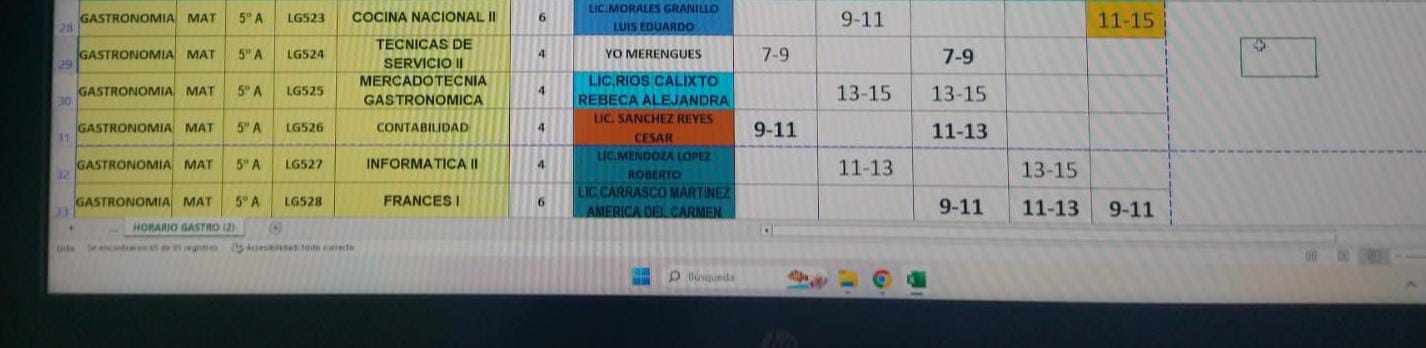 28 GASTRONOMIA MAT 5° A LG523 COCINA NACIONAL II 6 LIC.MORALES GRANILLO LUIS EDUARDO 9-11 11-15
29 GASTRONOMIA MAT 5° A LG524 TECNICAS DE SERVICIO II 4 YO MERENGUES 7-9 7-9
30 GASTRONOMIA MAT 5° A LG525 MERCADOTECNIA GASTRONOMICA 4 LIC.RIOS CALIXTO REBECA ALEJANDRA 13-15 13-15
31 GASTRONOMIA MAT 5° A LG526 CONTABILIDAD 4 LIC. SANCHEZ REYES CESAR 9-11 11-13
32 GASTRONOMIA MAT 5° A LG527 INFORMATICA II 4 LIC.MENDOZA LOPEZ ROBERTO 11-13 13-15
33 GASTRONOMIA MAT 5° A LG528 FRANCES I 6 LIC CARRASCO MARTINEZ AMERICA DEL CARMEN 9-11 11-13 9-11
HORARIO GASTRO (2)
Listo Se encontraron de registros Accesibilidad: todo correcto
Búsqueda
hp